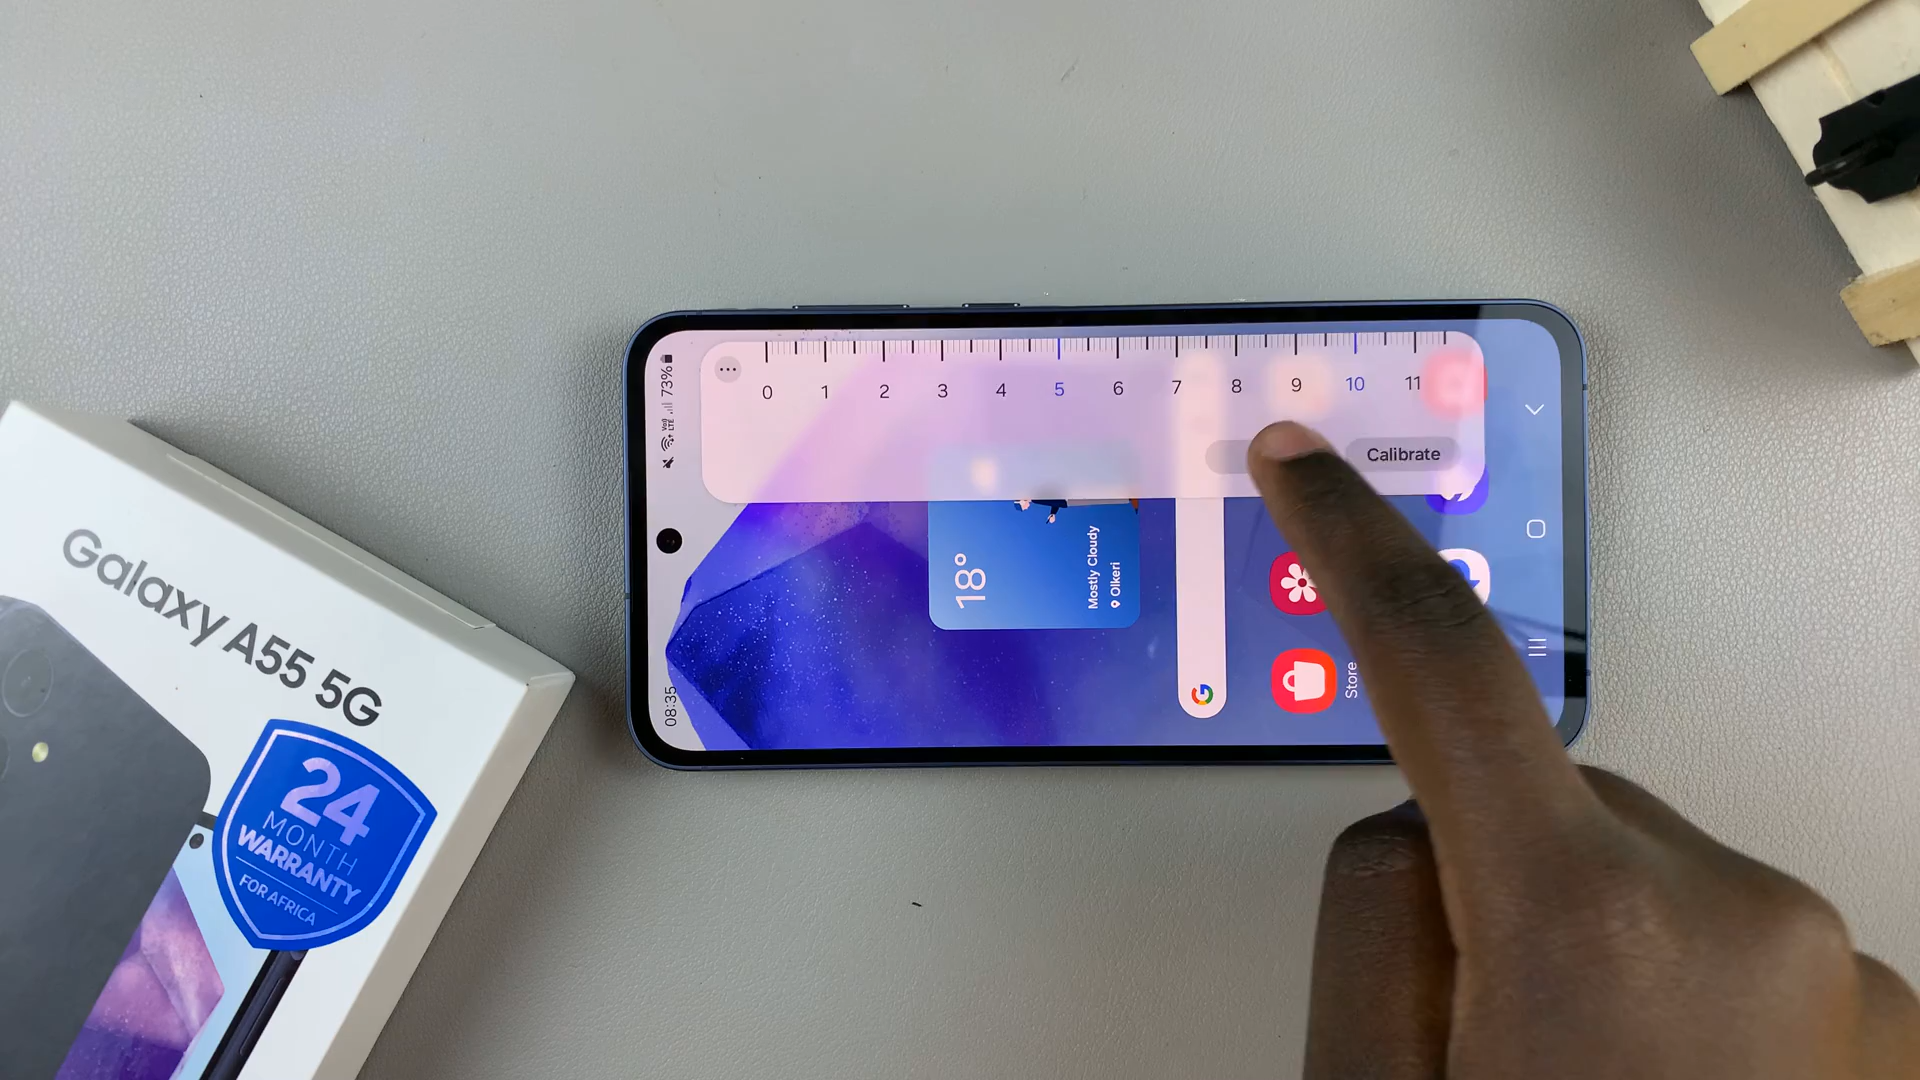 Galaxy A55 5G
24
MONTH
WARRANTY
FOR AFRICA
08:35
73%
0 1 2 3 4 5 6 7 8 9 10 11
Calibrate
18°
Mostly Cloudy
Olkeri
G
Store